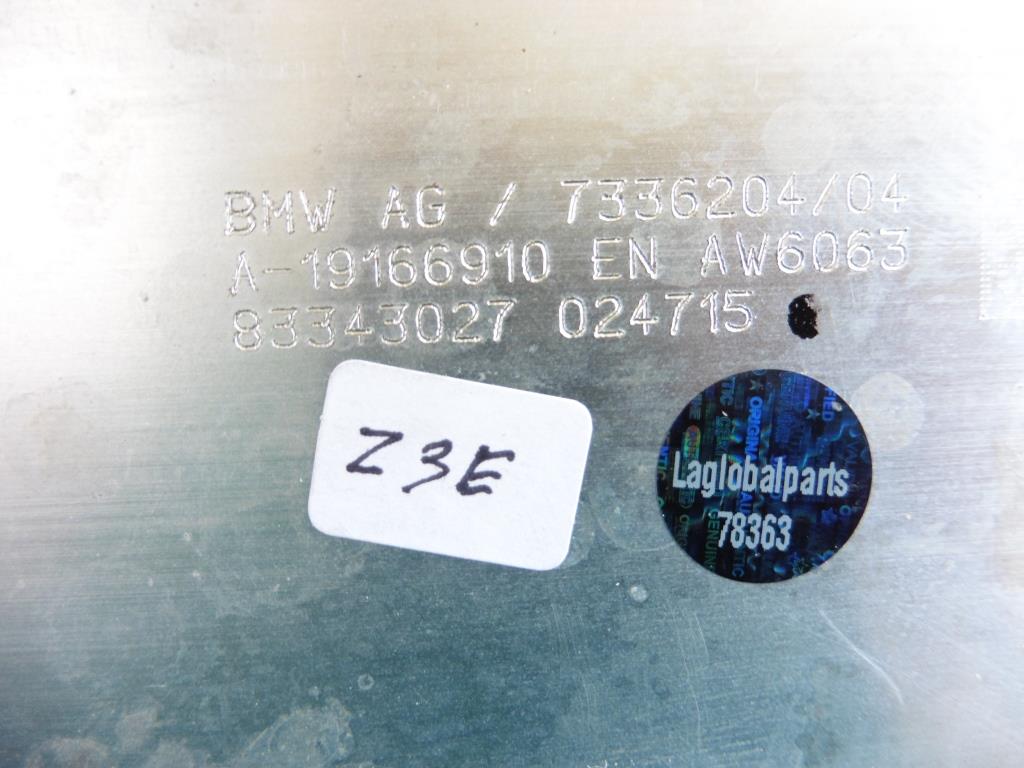 BMW AG / 7336204/04
A-19166910 EN AW6063
83343027 024715
Z3E
Laglobalparts
78363